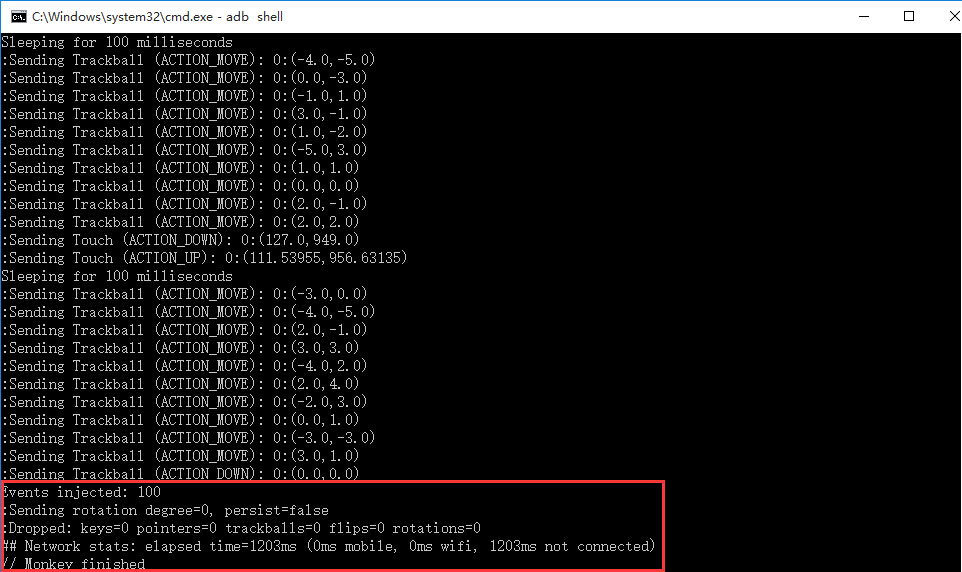 C:\Windows\system32\cmd.exe - adb shell
Sleeping for 100 milliseconds
:Sending Trackball (ACTION_MOVE): 0:(-4.0,-5.0)
:Sending Trackball (ACTION_MOVE): 0:(0.0,-3.0)
:Sending Trackball (ACTION_MOVE): 0:(-1.0,1.0)
:Sending Trackball (ACTION_MOVE): 0:(3.0,-1.0)
:Sending Trackball (ACTION_MOVE): 0:(1.0,-2.0)
:Sending Trackball (ACTION_MOVE): 0:(-5.0,3.0)
:Sending Trackball (ACTION_MOVE): 0:(1.0,1.0)
:Sending Trackball (ACTION_MOVE): 0:(0.0,0.0)
:Sending Trackball (ACTION_MOVE): 0:(2.0,-1.0)
:Sending Trackball (ACTION_MOVE): 0:(2.0,2.0)
:Sending Touch (ACTION_DOWN): 0:(127.0,949.0)
:Sending Touch (ACTION_UP): 0:(111.53955,956.63135)
Sleeping for 100 milliseconds
:Sending Trackball (ACTION_MOVE): 0:(-3.0,0.0)
:Sending Trackball (ACTION_MOVE): 0:(-4.0,-5.0)
:Sending Trackball (ACTION_MOVE): 0:(2.0,-1.0)
:Sending Trackball (ACTION_MOVE): 0:(3.0,3.0)
:Sending Trackball (ACTION_MOVE): 0:(-4.0,2.0)
:Sending Trackball (ACTION_MOVE): 0:(2.0,4.0)
:Sending Trackball (ACTION_MOVE): 0:(-2.0,3.0)
:Sending Trackball (ACTION_MOVE): 0:(0.0,1.0)
:Sending Trackball (ACTION_MOVE): 0:(-3.0,-3.0)
:Sending Trackball (ACTION_MOVE): 0:(3.0,1.0)
:Sending Trackball (ACTION_DOWN): 0:(0.0,0.0)
Events injected: 100
:Sending rotation degree=0, persist=false
:Dropped: keys=0 pointers=0 trackballs=0 flips=0 rotations=0
## Network stats: elapsed time=1203ms (0ms mobile, 0ms wifi, 1203ms not connected)
// Monkey finished